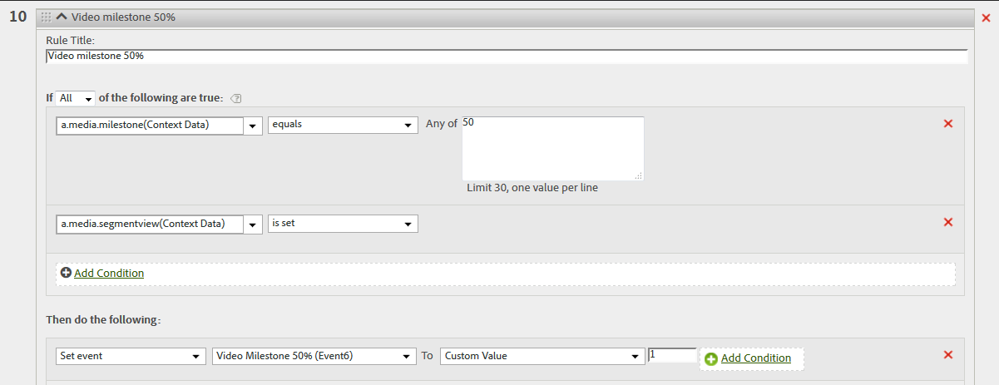 10 Video milestone 50%
Rule Title:
Video milestone 50%
If All of the following are true:
a.media.milestone(Context Data) equals Any of 50
Limit 30, one value per line
a.media.segmentview(Context Data) is set
Add Condition
Then do the following:
Set event Video Milestone 50% (Event6) To Custom Value 1 Add Condition